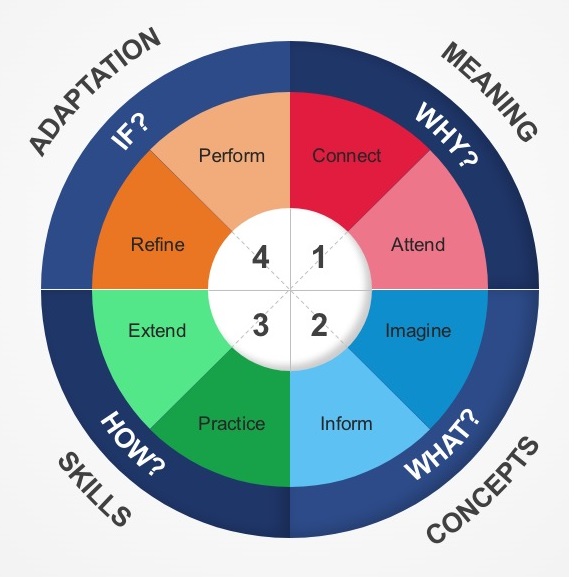 ADAPTATION
MEANING
IF?
WHY?
Perform
Connect
Refine
Attend
4
1
3
2
Extend
Imagine
Practice
Inform
HOW?
WHAT?
SKILLS
CONCEPTS